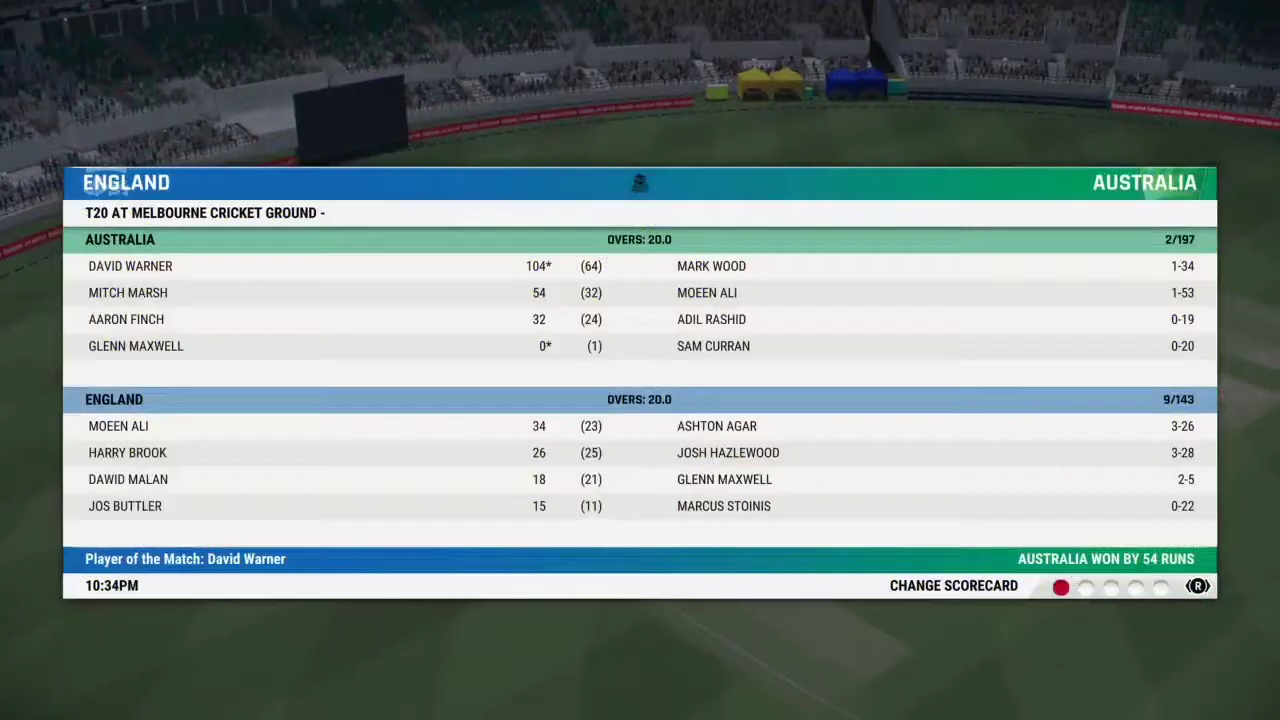 ENGLAND AUSTRALIA
T20 AT MELBOURNE CRICKET GROUND -
AUSTRALIA OVERS: 20.0 2/197
DAVID WARNER 104* (64) MARK WOOD 1-34
MITCH MARSH 54 (32) MOEEN ALI 1-53
AARON FINCH 32 (24) ADIL RASHID 0-19
GLENN MAXWELL 0* (1) SAM CURRAN 0-20
ENGLAND OVERS: 20.0 9/143
MOEEN ALI 34 (23) ASHTON AGAR 3-26
HARRY BROOK 26 (25) JOSH HAZLEWOOD 3-28
DAWID MALAN 18 (21) GLENN MAXWELL 2-5
JOS BUTTLER 15 (11) MARCUS STOINIS 0-22
Player of the Match: David Warner AUSTRALIA WON BY 54 RUNS
10:34PM CHANGE SCORECARD R